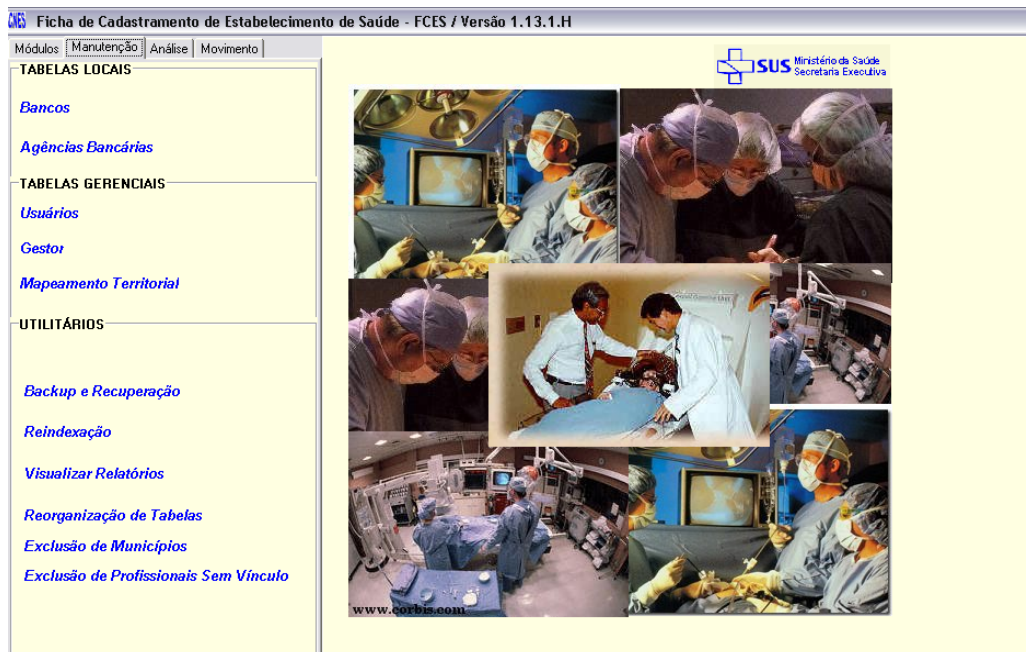 CNES Ficha de Cadastramento de Estabelecimento de Saúde - FCES / Versão 1.13.1.H
Módulos Manutenção Análise Movimento
TABELAS LOCAIS
Bancos
Agências Bancárias
TABELAS GERENCIAIS
Usuários
Gestor
Mapeamento Territorial
UTILITÁRIOS
Backup e Recuperação
Reindexação
Visualizar Relatórios
Reorganização de Tabelas
Exclusão de Municípios
Exclusão de Profissionais Sem Vínculo
SUS Ministério da Saúde
Secretaria Executiva
www.corbis.com